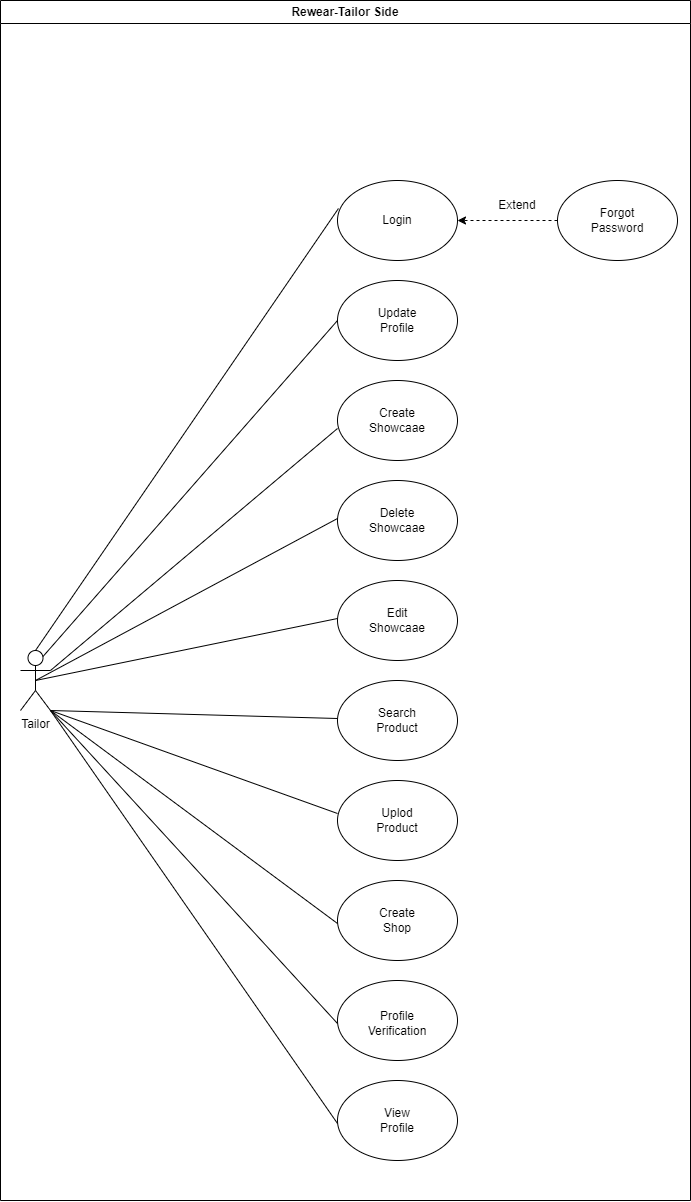 Rewear-Tailor Side
Login
Extend
Forgot
Password
Update
Profile
Create
Showcaae
Delete
Showcaae
Edit
Showcaae
Tailor
Search
Product
Uplod
Product
Create
Shop
Profile
Verification
View
Profile